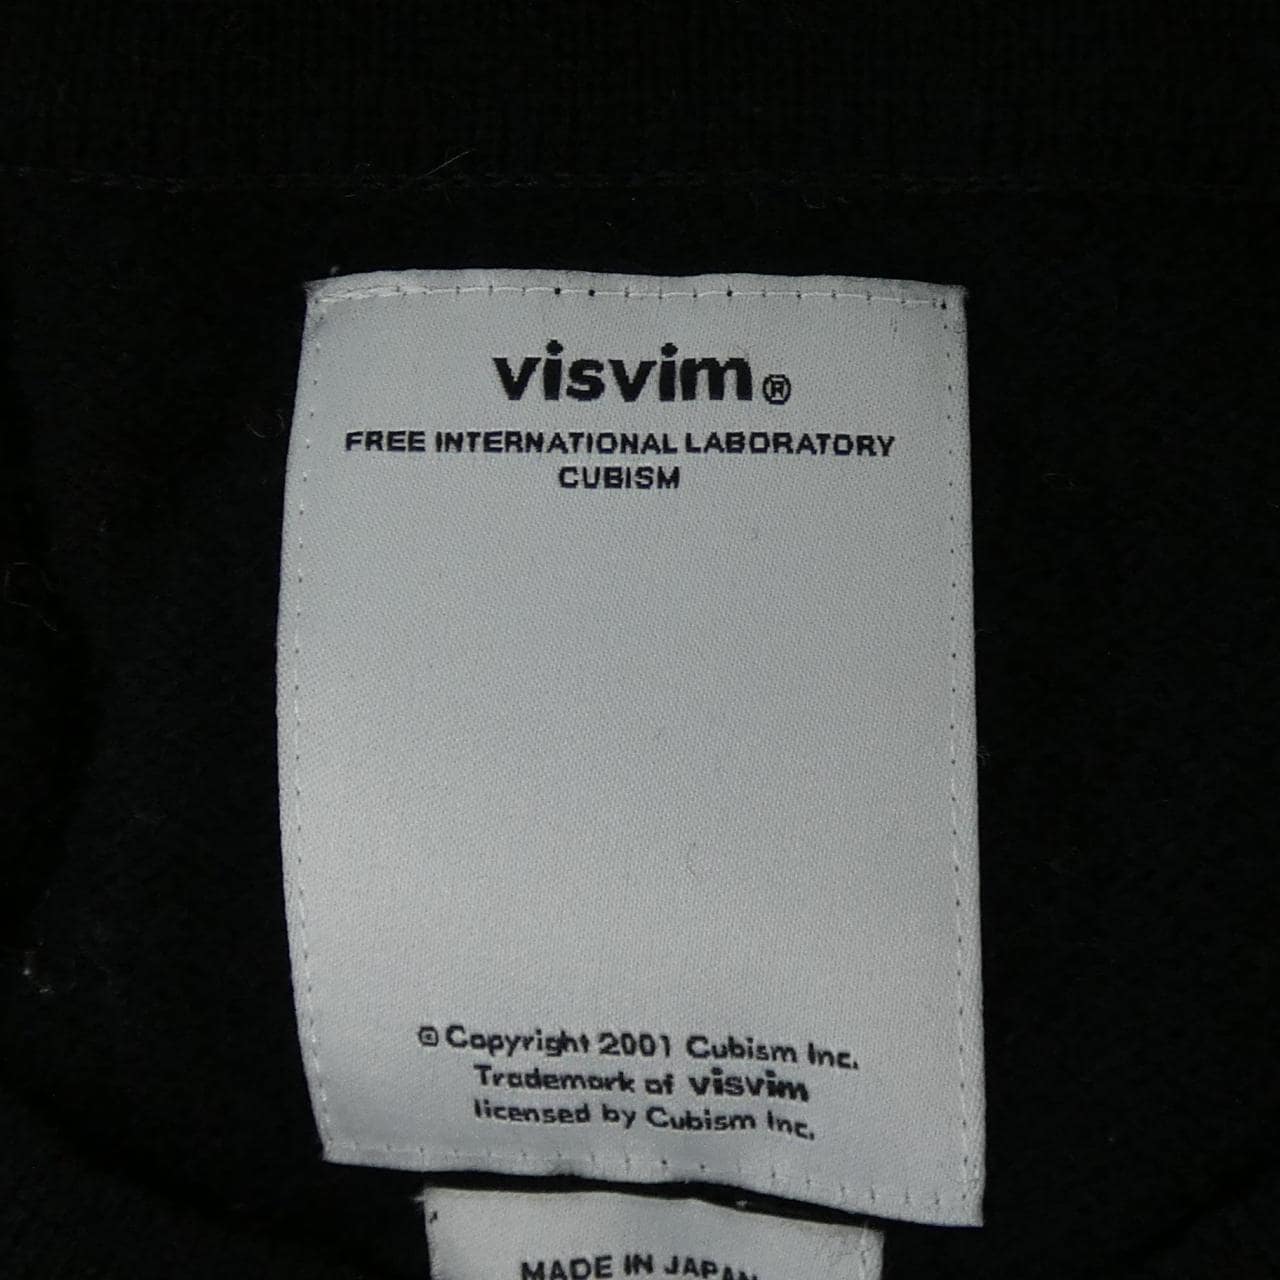 visvim®
FREE INTERNATIONAL LABORATORY
CUBISM
© Copyright 2001 Cubism Inc.
Trademark of visvim
licensed by Cubism Inc.
MADE IN JAPAN